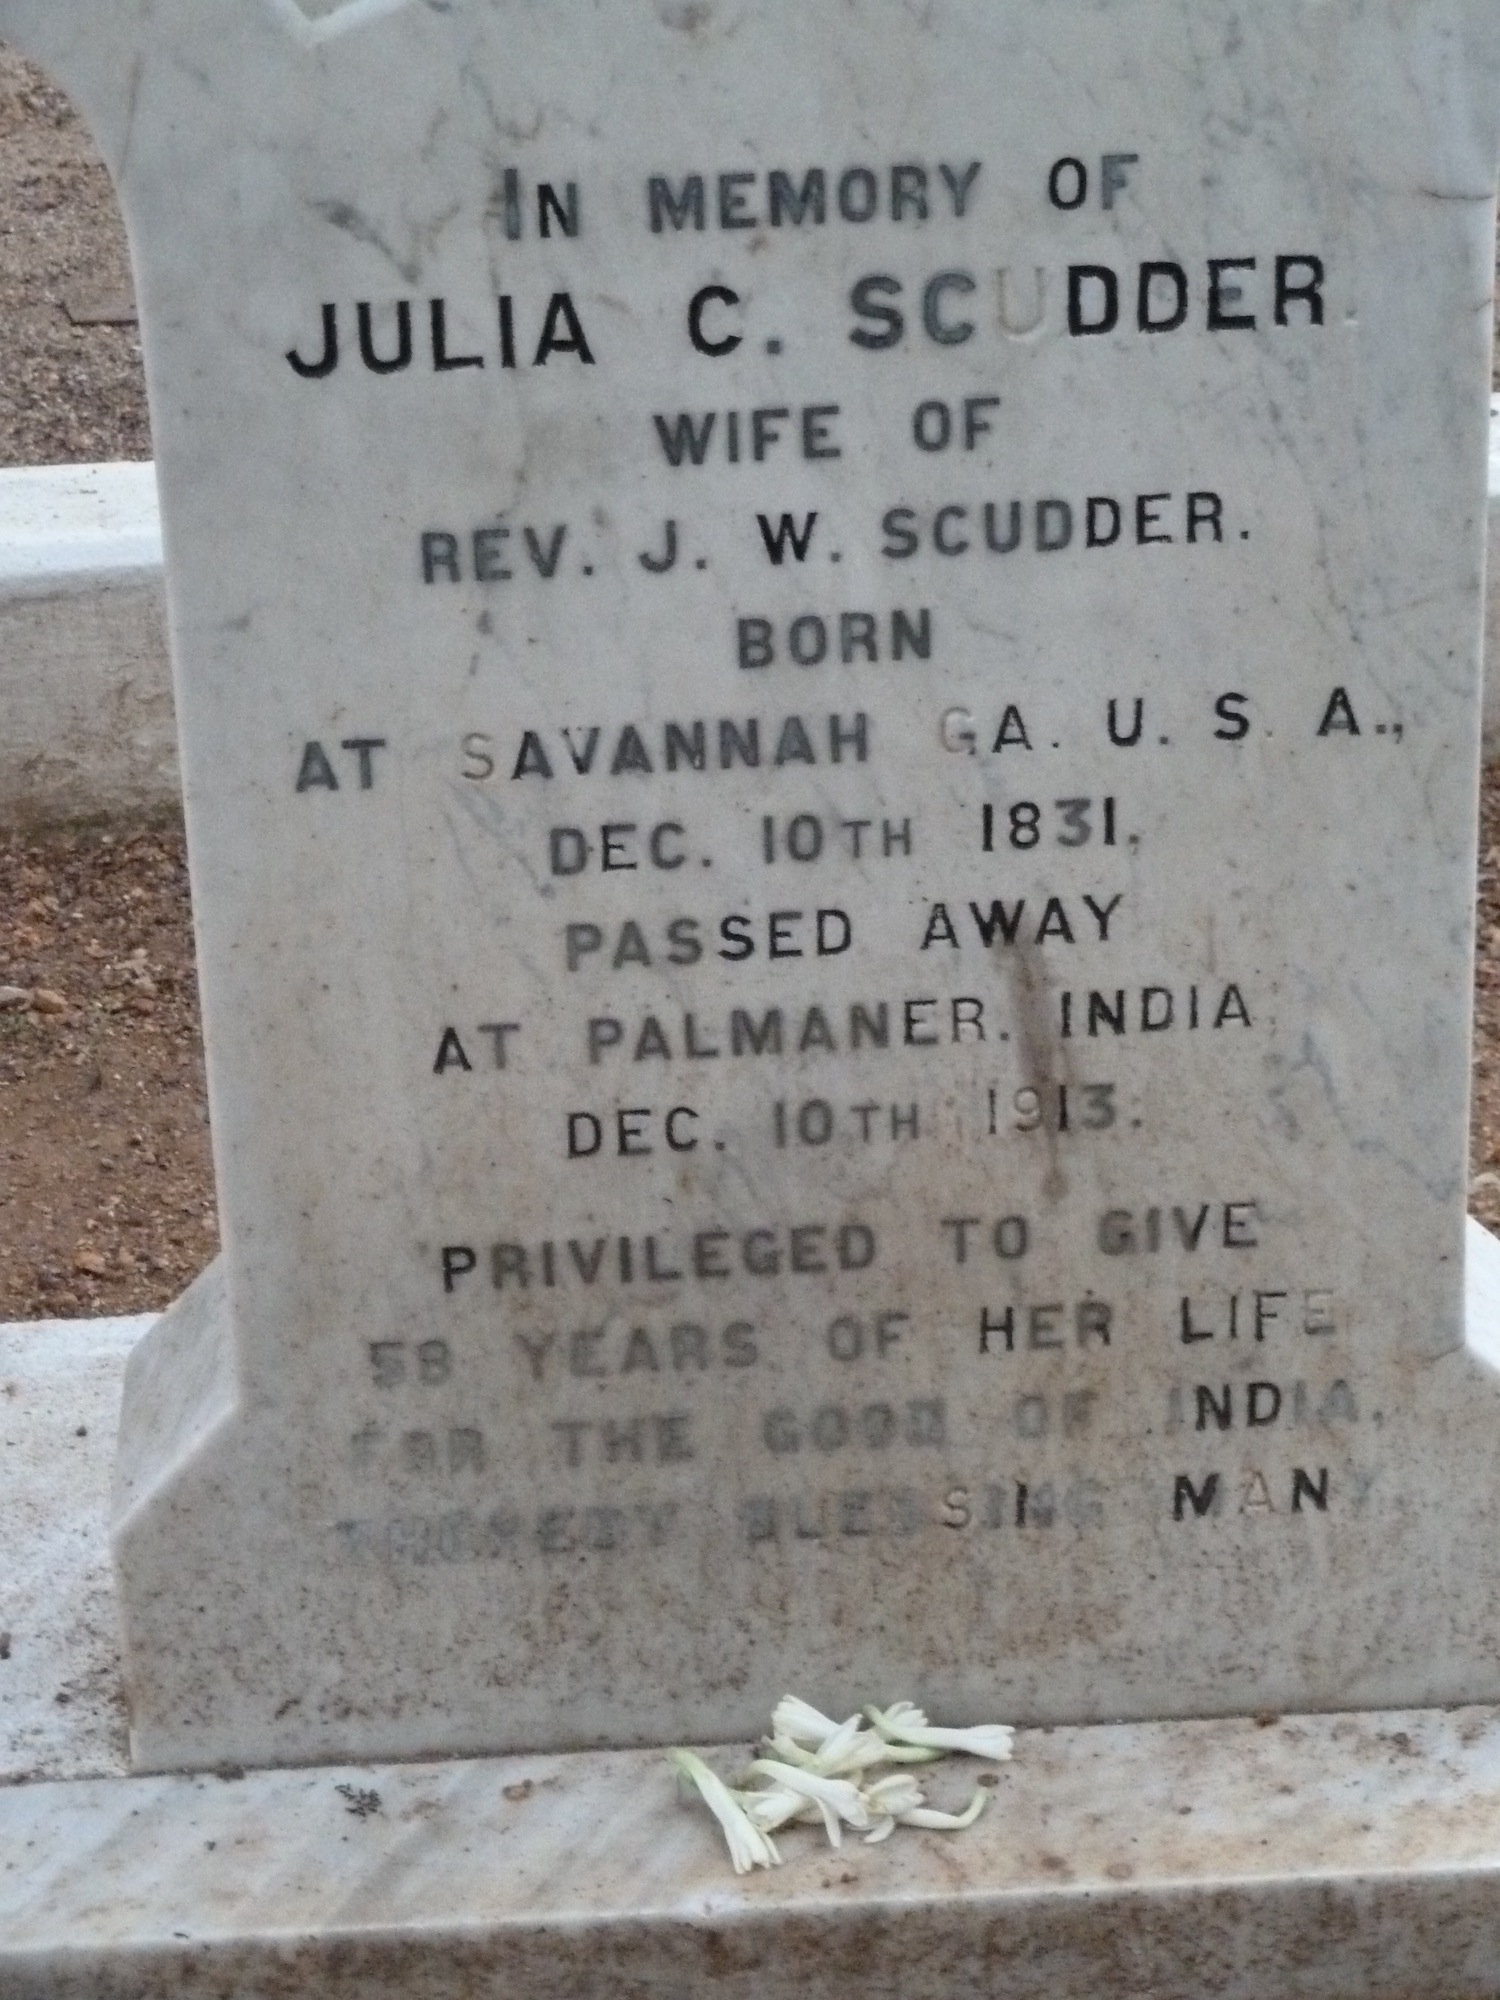 IN MEMORY OF
JULIA C. SCUDDER.
WIFE OF
REV. J. W. SCUDDER.
BORN
AT SAVANNAH GA. U. S. A.,
DEC. 10TH 1831.
PASSED AWAY
AT PALMANER. INDIA
DEC. 10TH 1913.
PRIVILEGED TO GIVE
58 YEARS OF HER LIFE
FOR THE GOOD OF INDIA.
THEREBY BLESSING MANY.